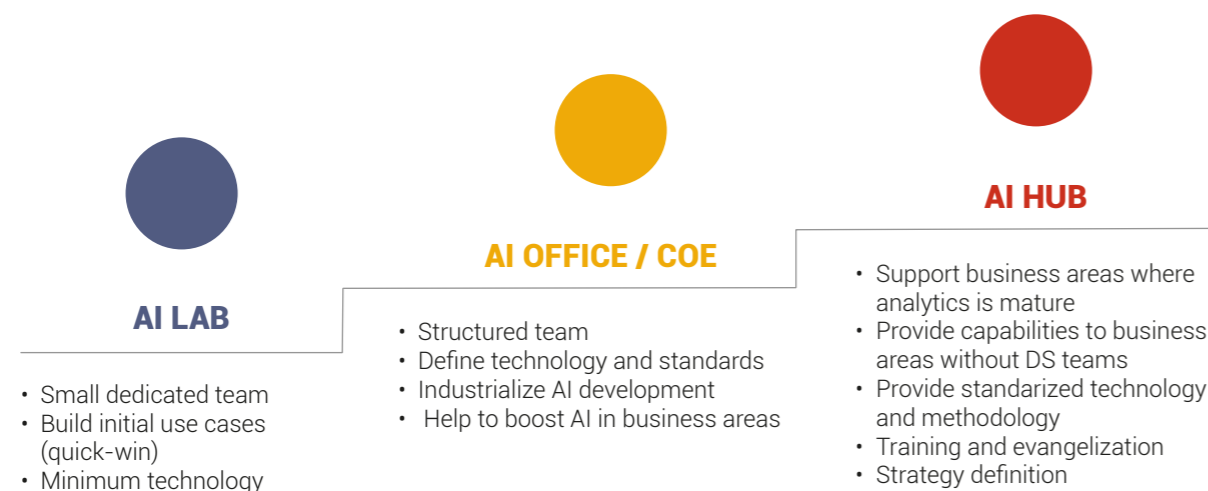 AI LAB
• Small dedicated team
• Build initial use cases
(quick-win)
• Minimum technology
AI OFFICE / COE
• Structured team
• Define technology and standards
• Industrialize AI development
• Help to boost AI in business areas
AI HUB
• Support business areas where
analytics is mature
• Provide capabilities to business
areas without DS teams
• Provide standarized technology
and methodology
• Training and evangelization
• Strategy definition